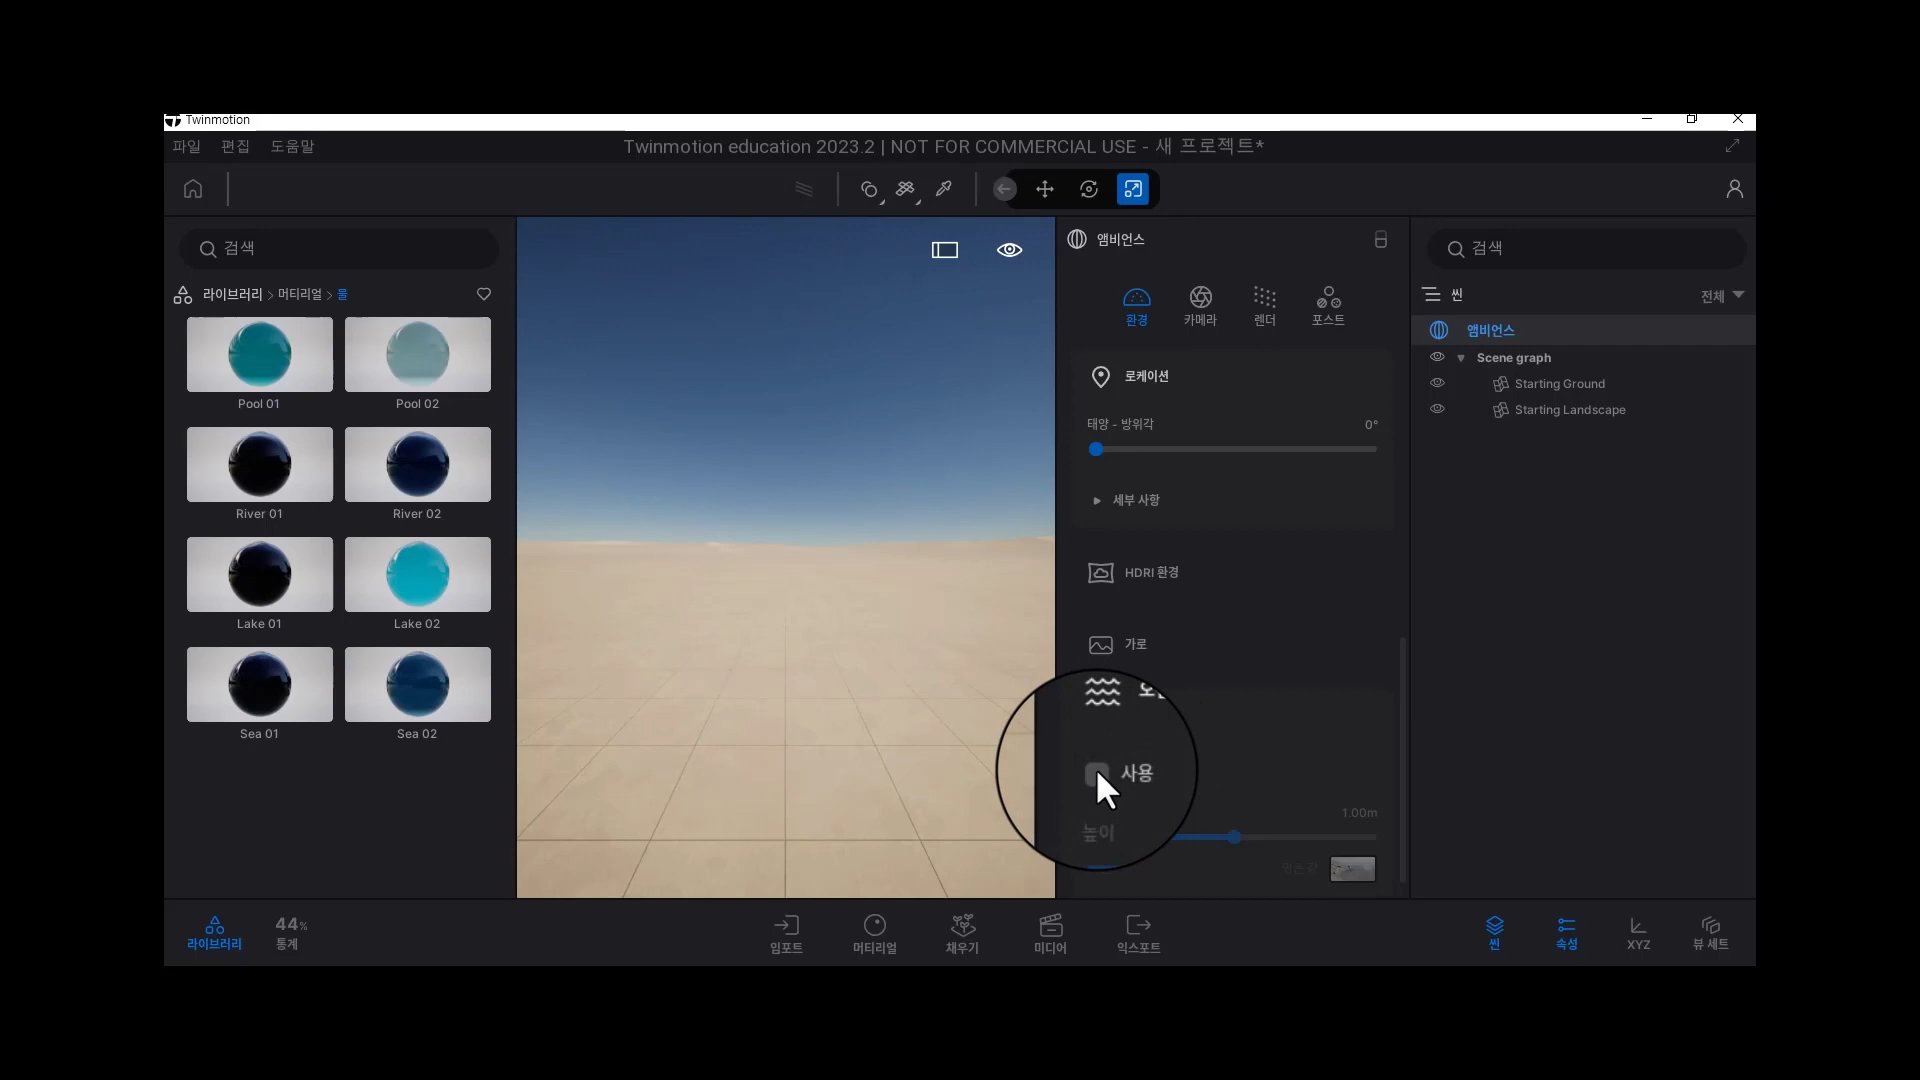 Twinmotion
파일 편집 도움말
Twinmotion education 2023.2 | NOT FOR COMMERCIAL USE - 새 프로젝트*
검색
라이브러리 > 머티리얼 > 물
Pool 01
Pool 02
River 01
River 02
Lake 01
Lake 02
Sea 01
Sea 02
앰비언스
환경
카메라
렌더
포스트
로케이션
태양 - 방위각
0°
세부 사항
HDRI 환경
가로
사용
높이
1.00m
검색
씬
전체
앰비언스
Scene graph
Starting Ground
Starting Landscape
라이브러리
44%
통계
임포트
머티리얼
채우기
미디어
익스포트
씬
속성
XYZ
뷰 세트